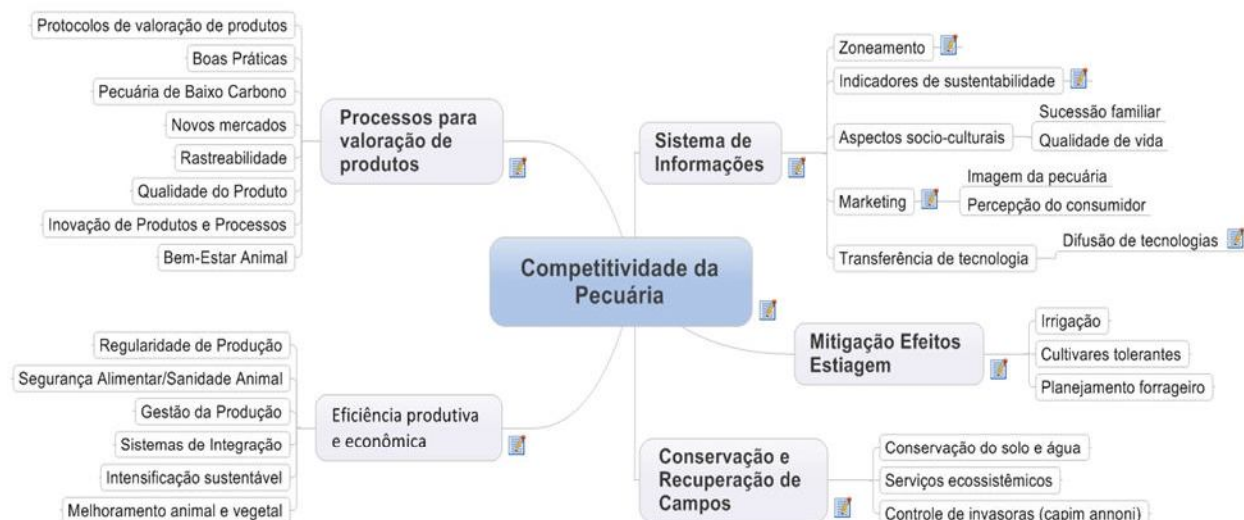 Competitividade da
Pecuária
Processos para
valoração de
produtos
Protocolos de valoração de produtos
Boas Práticas
Pecuária de Baixo Carbono
Novos mercados
Rastreabilidade
Qualidade do Produto
Inovação de Produtos e Processos
Bem-Estar Animal
Eficiência produtiva
e econômica
Regularidade de Produção
Segurança Alimentar/Sanidade Animal
Gestão da Produção
Sistemas de Integração
Intensificação sustentável
Melhoramento animal e vegetal
Sistema de
Informações
Zoneamento
Indicadores de sustentabilidade
Aspectos socio-culturais
Sucessão familiar
Qualidade de vida
Marketing
Imagem da pecuária
Percepção do consumidor
Transferência de tecnologia
Difusão de tecnologias
Mitigação Efeitos
Estiagem
Irrigação
Cultivares tolerantes
Planejamento forrageiro
Conservação e
Recuperação de
Campos
Conservação do solo e água
Serviços ecossistêmicos
Controle de invasoras (capim annoni)